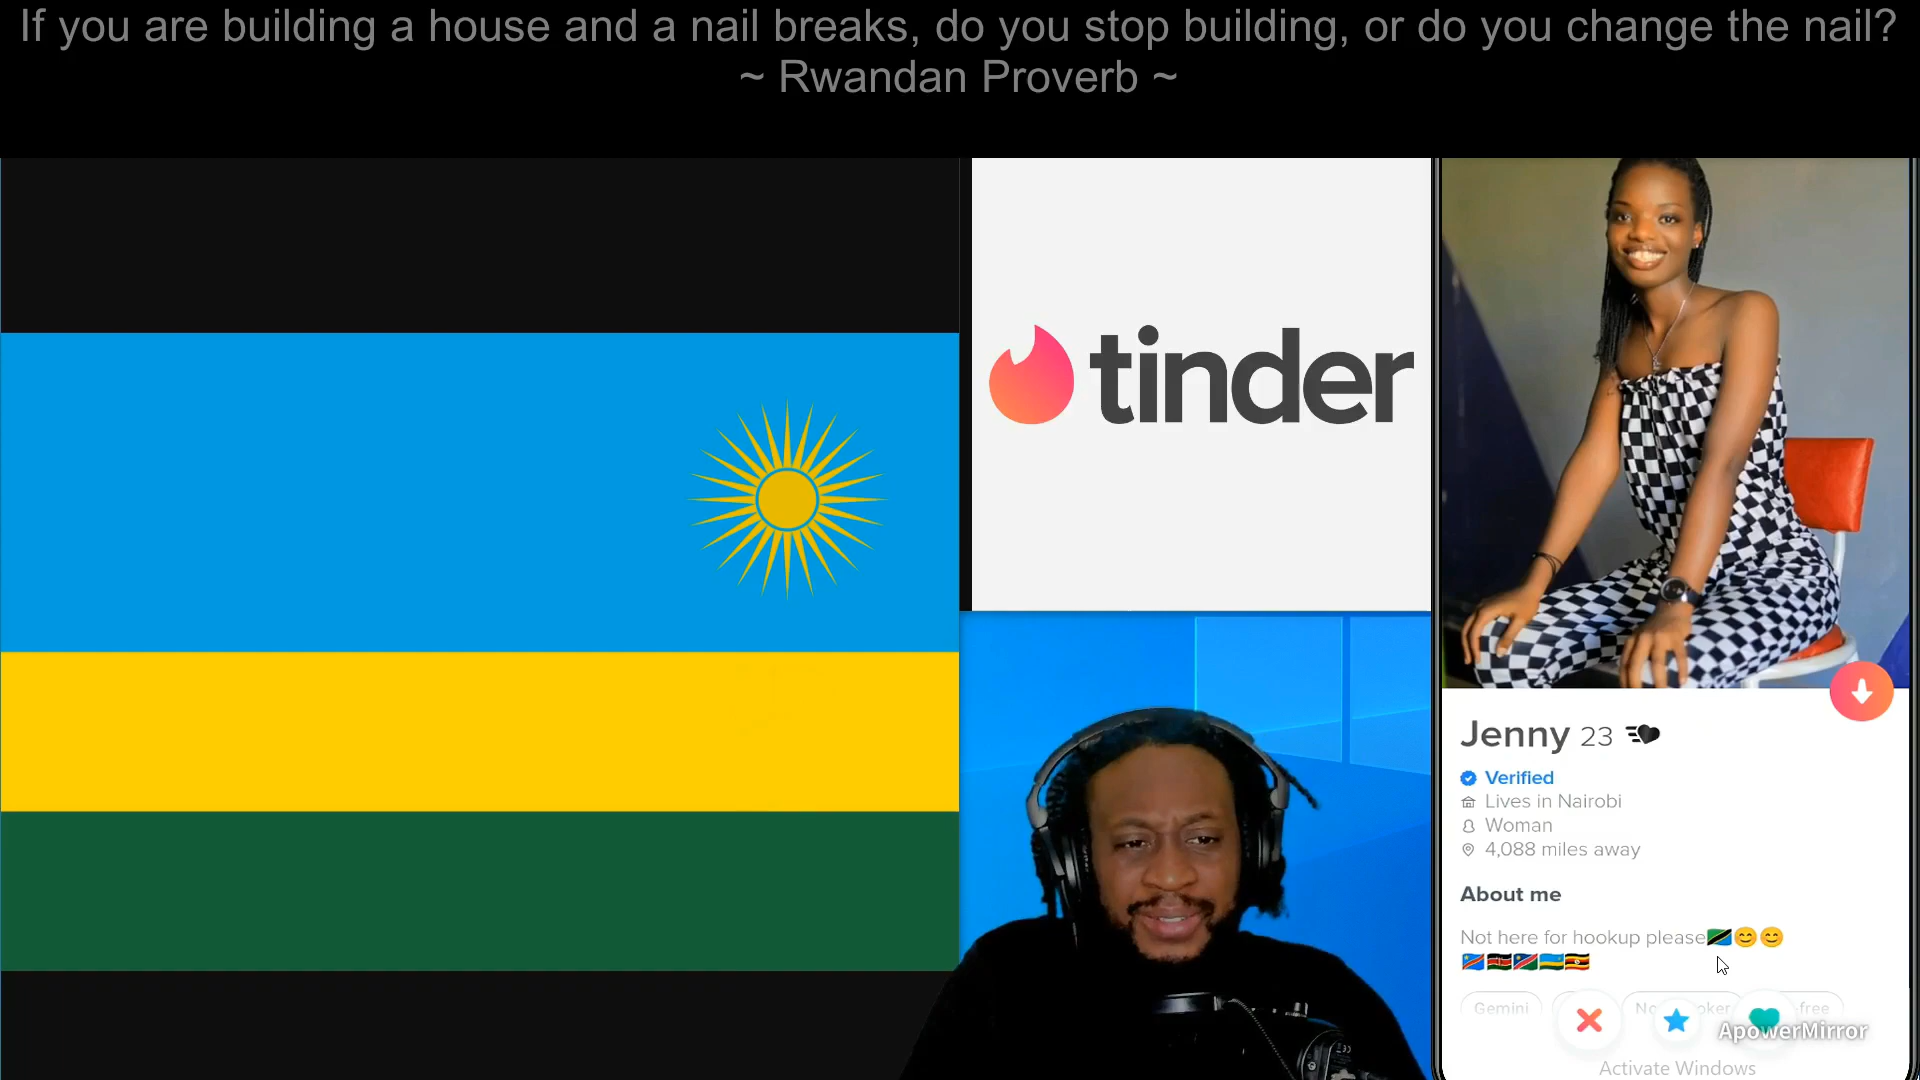 If you are building a house and a nail breaks, do you stop building, or do you change the nail?
~ Rwandan Proverb ~
tinder
Jenny 23
Verified
Lives in Nairobi
Woman
4,088 miles away
About me
Not here for hookup please🇹🇿😊😊
🇨🇩🇰🇪🇳🇦🇷🇼🇺🇬
Gemini
free
ApowerMirror
Activate Windows